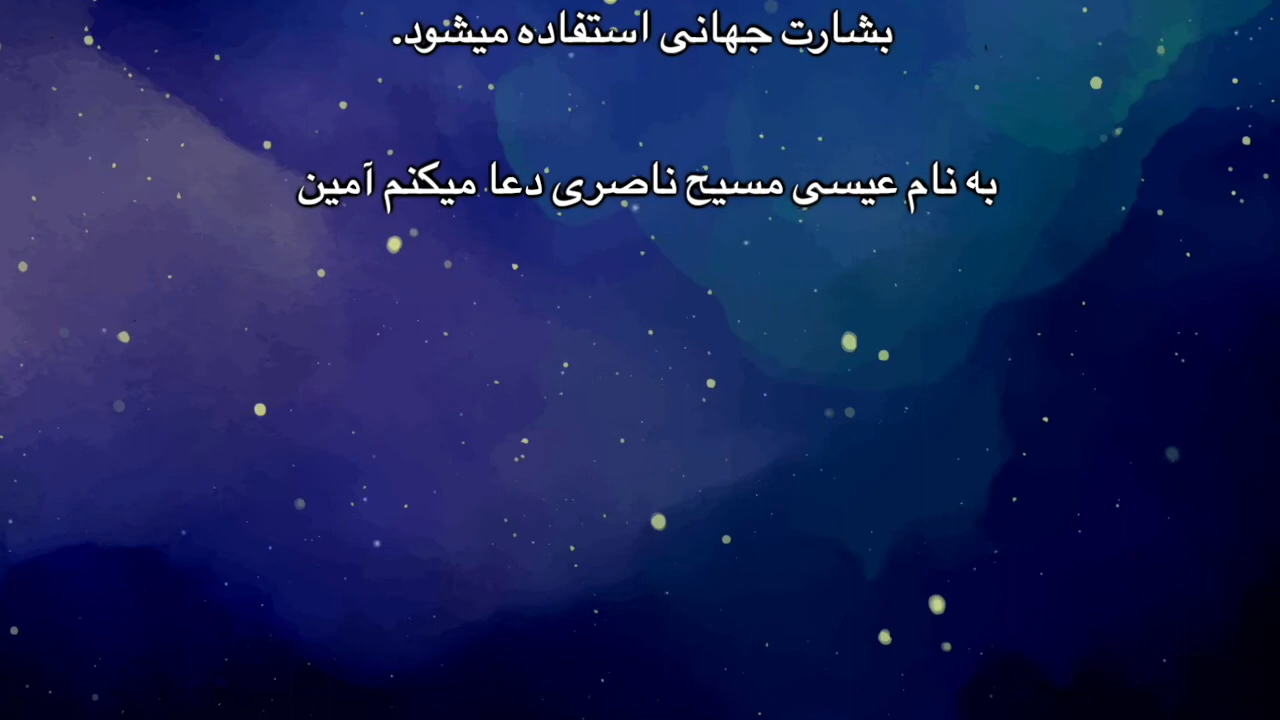 بشارت جهانی استفاده میشود.
به نام عیسی مسیح ناصری دعا میکنم آمین